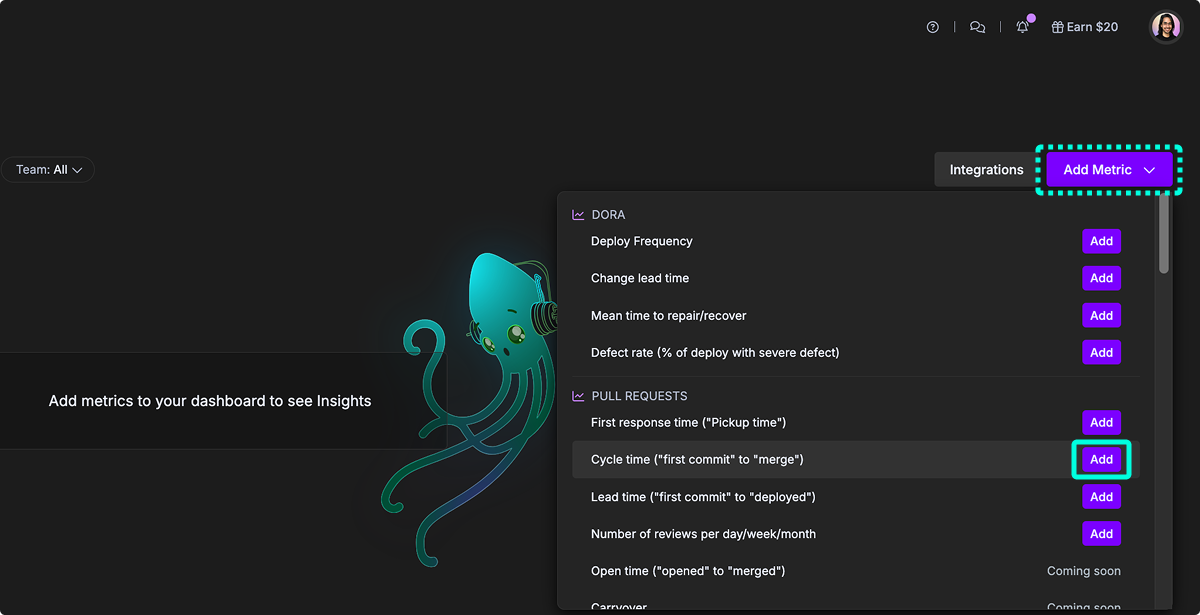 Earn $20
Team: All
Integrations
Add Metric
DORA
Deploy Frequency Add
Change lead time Add
Mean time to repair/recover Add
Defect rate (% of deploy with severe defect) Add
PULL REQUESTS
Add metrics to your dashboard to see Insights
First response time ("Pickup time") Add
Cycle time ("first commit" to "merge") Add
Lead time ("first commit" to "deployed") Add
Number of reviews per day/week/month Add
Open time ("opened" to "merged") Coming soon
Carryover Coming soon